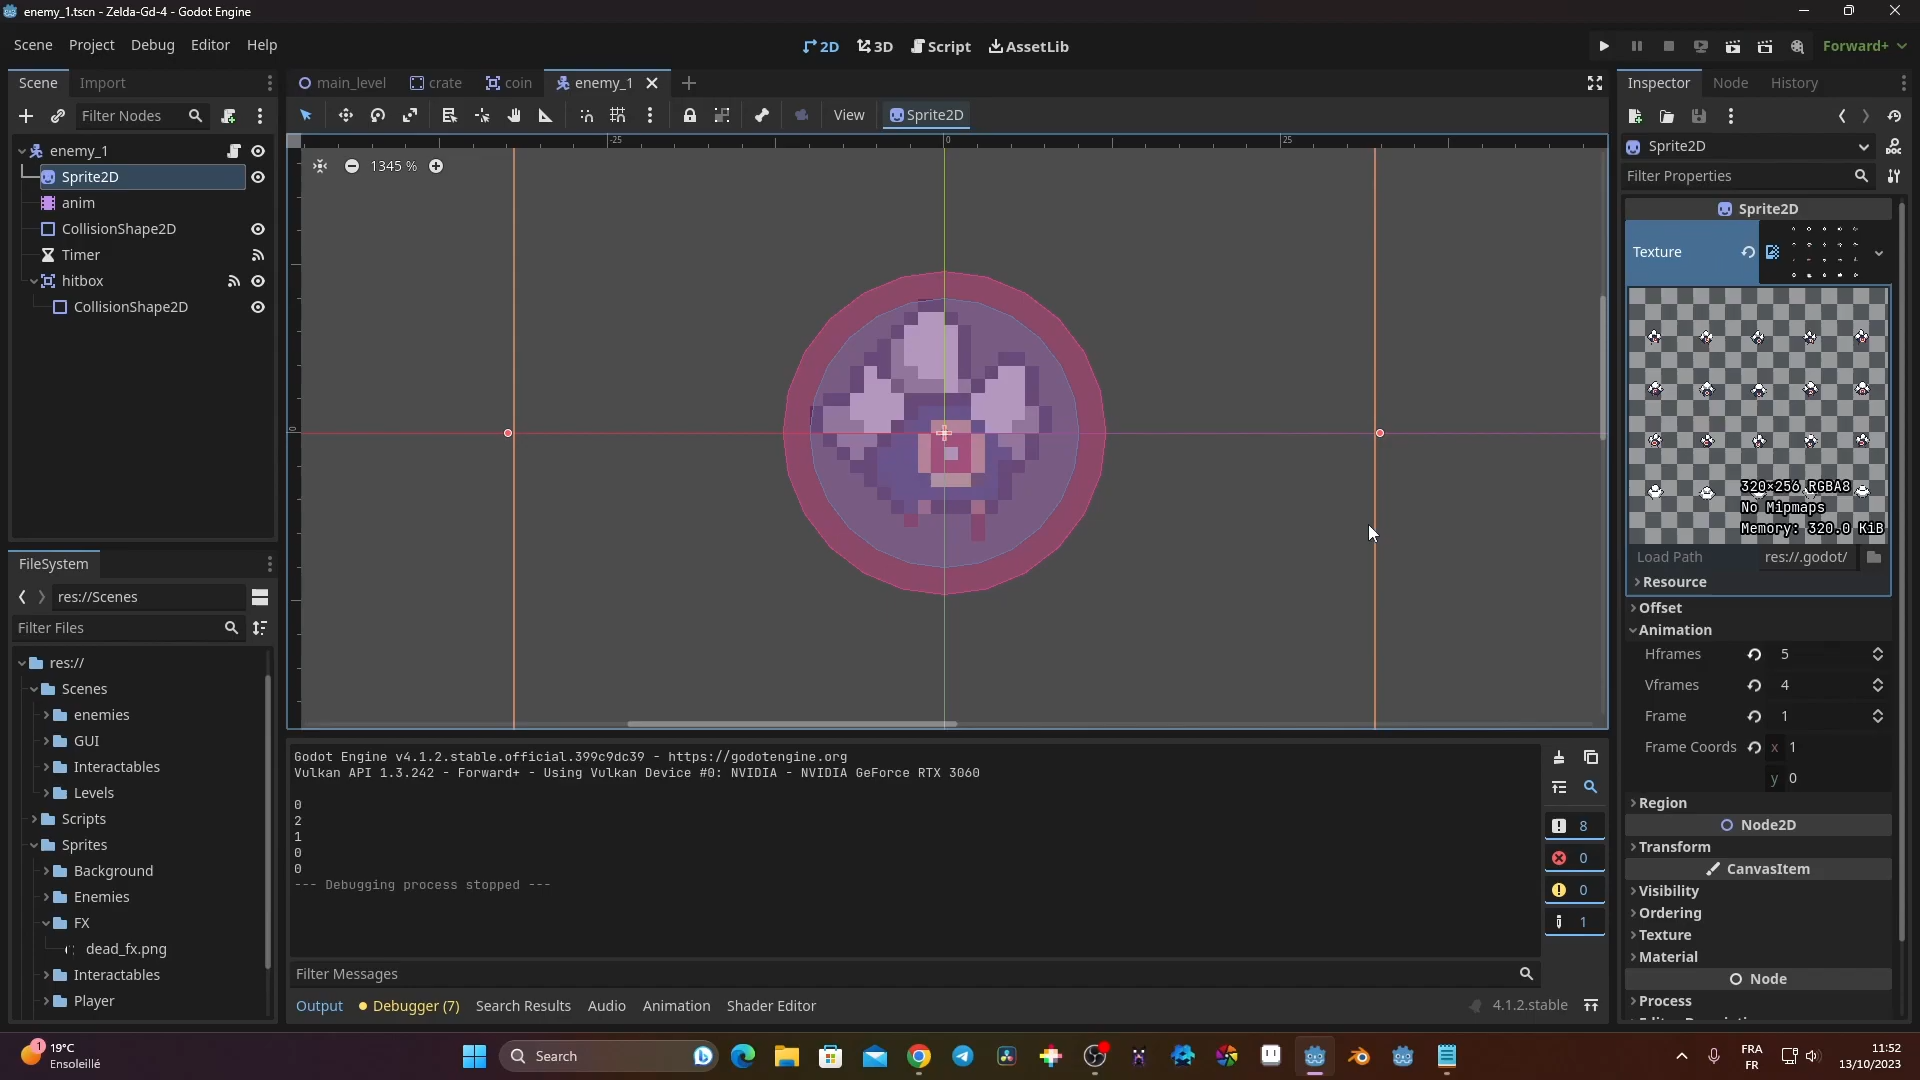 enemy_1.tscn - Zelda-Gd-4 - Godot Engine
Scene Project Debug Editor Help
2D 3D Script AssetLib
Forward+
Scene Import
main_level crate coin enemy_1
Inspector Node History
Filter Nodes
View Sprite2D
Sprite2D
Filter Properties
enemy_1
Sprite2D
anim
CollisionShape2D
Timer
hitbox
CollisionShape2D
-25 0 25
1345 %
0
Sprite2D
Texture
320×256 RGBA8
No Mipmaps
Memory: 320.0 KiB
Load Path res://.godot/
Resource
Offset
Animation
Hframes 5
Vframes 4
Frame 1
Frame Coords x 1
y 0
Region
Node2D
Transform
CanvasItem
Visibility
Ordering
Texture
Material
Node
Process
FileSystem
res://Scenes
Filter Files
res://
Scenes
enemies
GUI
Interactables
Levels
Scripts
Sprites
Background
Enemies
FX
dead_fx.png
Interactables
Player
Godot Engine v4.1.2.stable.official.399c9dc39 - https://godotengine.org
Vulkan API 1.3.242 - Forward+ - Using Vulkan Device #0: NVIDIA - NVIDIA GeForce RTX 3060
0
2
1
0
0
--- Debugging process stopped ---
8
0
0
1
Filter Messages
Output Debugger (7) Search Results Audio Animation Shader Editor
4.1.2.stable
1
19°C
Ensoleillé
Search
FRA
FR
11:52
13/10/2023